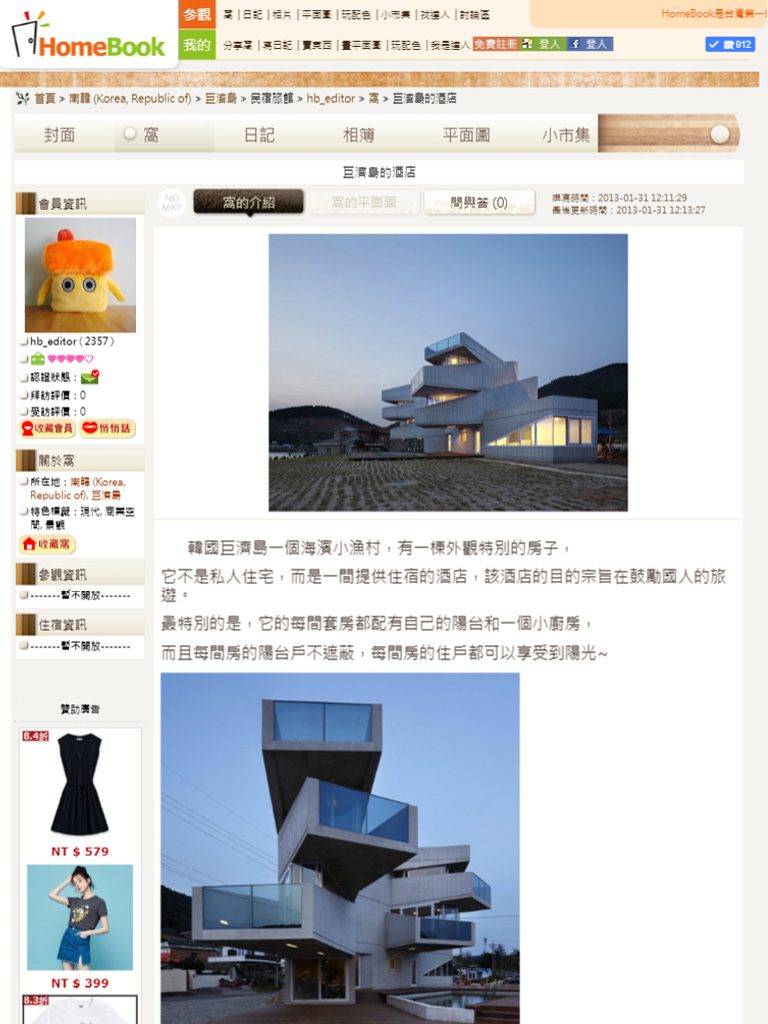 HomeBook
參觀
窩 | 日記 | 相片 | 平面圖 | 玩配色 | 小市集 | 找達人 | 討論區
HomeBook是台灣第一
我的
分享窩 | 寫日記 | 賣東西 | 畫平面圖 | 玩配色 | 我是達人 免費註冊 登入 登入
讚 912
首頁 > 南韓 (Korea, Republic of) > 巨濟島 > 民宿旅館 > hb_editor > 窩 > 巨濟島的酒店
封面 窩 日記 相簿 平面圖 小市集
巨濟島的酒店
會員資訊
NO MAP
窩的介紹 窩的平面圖 問與答 (0)
撰寫時間：2013-01-31 12:11:29
最後更新時間：2013-01-31 12:13:27
hb_editor ( 2357 )
認證狀態：
拜訪評價：0
受訪評價：0
收藏會員 悄悄話
關於窩
所在地：南韓 (Korea,
Republic of), 巨濟島
特色標籤：現代, 商業空
間, 景觀
收藏窩
參觀資訊
-------暫不開放-------
住宿資訊
-------暫不開放-------
贊助廣告
8.4折
NT $ 579
NT $ 399
8.3折
韓國巨濟島一個海濱小漁村，有一棟外觀特別的房子，
它不是私人住宅，而是一間提供住宿的酒店，該酒店的目的宗旨在鼓勵國人的旅
遊。
最特別的是，它的每間套房都配有自己的陽台和一個小廚房，
而且每間房的陽台戶不遮蔽，每間房的住戶都可以享受到陽光~